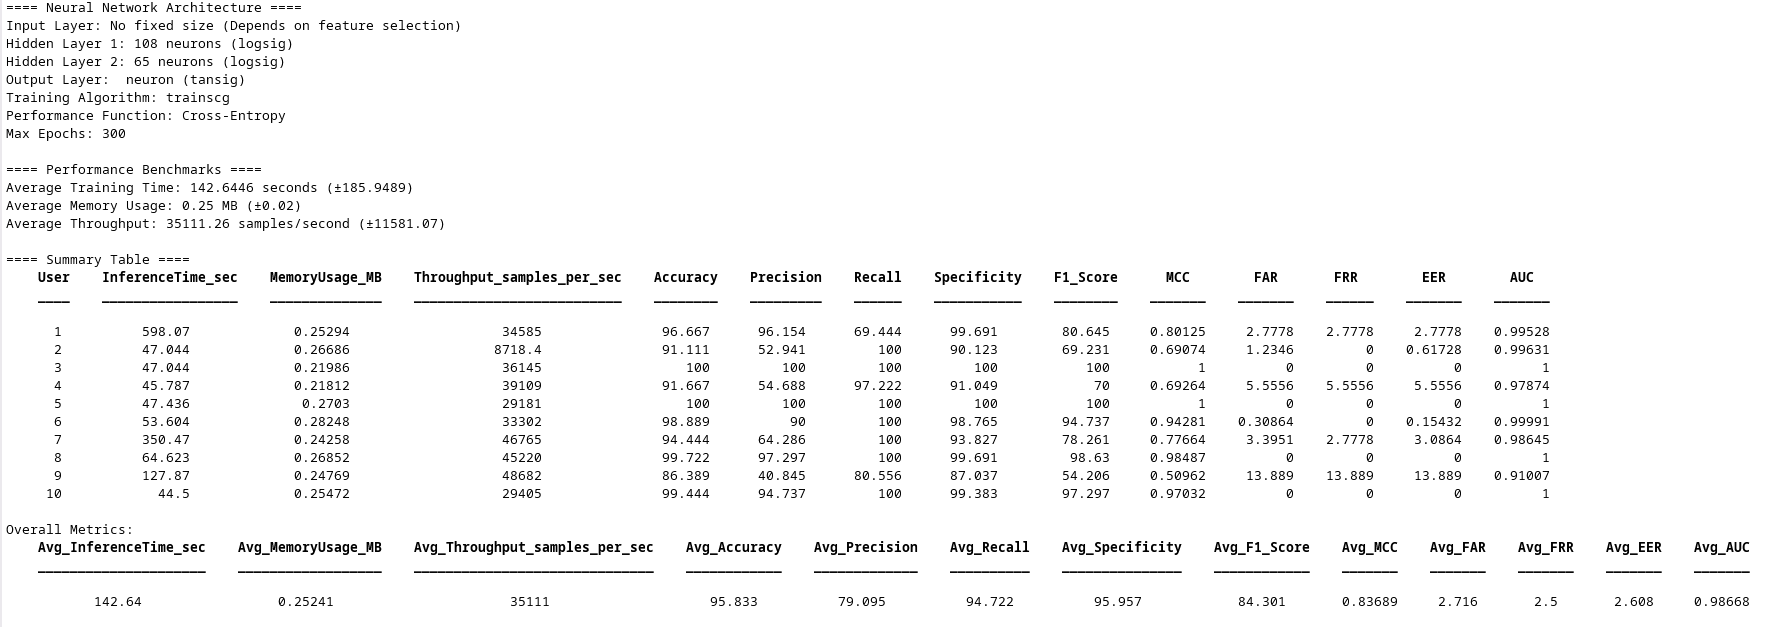 ==== Neural Network Architecture ====
Input Layer: No fixed size (Depends on feature selection)
Hidden Layer 1: 108 neurons (logsig)
Hidden Layer 2: 65 neurons (logsig)
Output Layer:  neuron (tansig)
Training Algorithm: trainscg
Performance Function: Cross-Entropy
Max Epochs: 300
==== Performance Benchmarks ====
Average Training Time: 142.6446 seconds (±185.9489)
Average Memory Usage: 0.25 MB (±0.02)
Average Throughput: 35111.26 samples/second (±11581.07)
==== Summary Table ====
User InferenceTime_sec MemoryUsage_MB Throughput_samples_per_sec Accuracy Precision Recall Specificity F1_Score MCC FAR FRR EER AUC
1 598.07 0.25294 34585 96.667 96.154 69.444 99.691 80.645 0.80125 2.7778 2.7778 2.7778 0.99528
2 47.044 0.26686 8718.4 91.111 52.941 100 90.123 69.231 0.69074 1.2346 0 0.61728 0.99631
3 47.044 0.21986 36145 100 100 100 100 100 1 0 0 0 1
4 45.787 0.21812 39109 91.667 54.688 97.222 91.049 70 0.69264 5.5556 5.5556 5.5556 0.97874
5 47.436 0.2703 29181 100 100 100 100 100 1 0 0 0 1
6 53.604 0.28248 33302 98.889 90 100 98.765 94.737 0.94281 0.30864 0 0.15432 0.99991
7 350.47 0.24258 46765 94.444 64.286 100 93.827 78.261 0.77664 3.3951 2.7778 3.0864 0.98645
8 64.623 0.26852 45220 99.722 97.297 100 99.691 98.63 0.98487 0 0 0 1
9 127.87 0.24769 48682 86.389 40.845 80.556 87.037 54.206 0.50962 13.889 13.889 13.889 0.91007
10 44.5 0.25472 29405 99.444 94.737 100 99.383 97.297 0.97032 0 0 0 1
Overall Metrics:
Avg_InferenceTime_sec Avg_MemoryUsage_MB Avg_Throughput_samples_per_sec Avg_Accuracy Avg_Precision Avg_Recall Avg_Specificity Avg_F1_Score Avg_MCC Avg_FAR Avg_FRR Avg_EER Avg_AUC
142.64 0.25241 35111 95.833 79.095 94.722 95.957 84.301 0.83689 2.716 2.5 2.608 0.98668